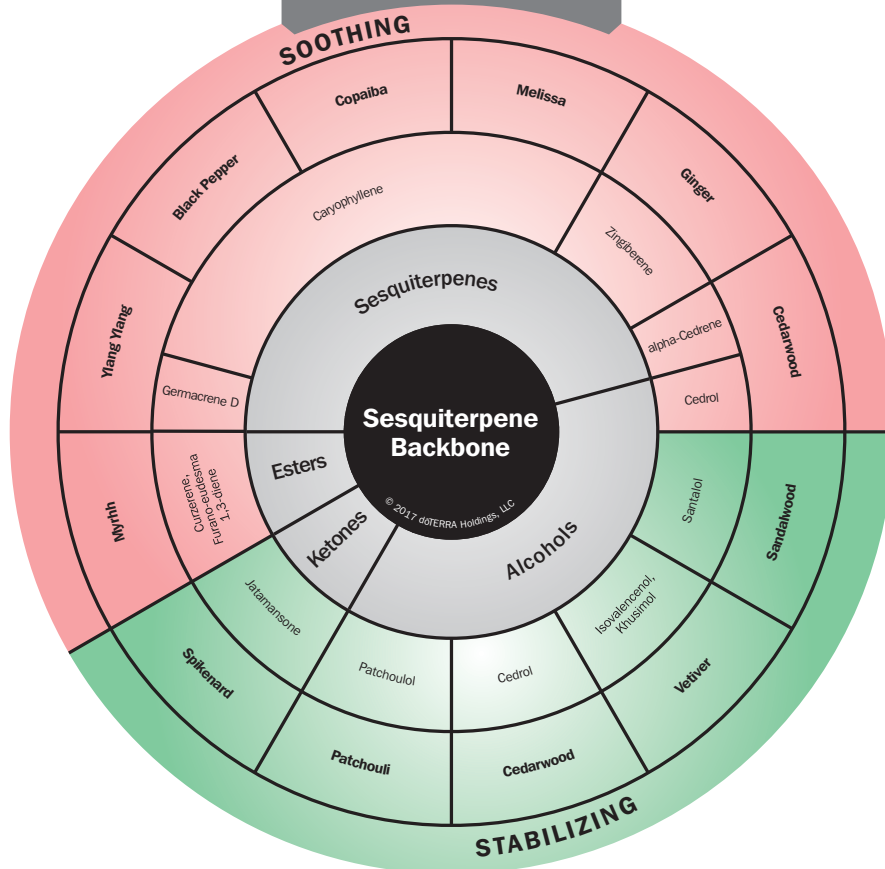 SOOTHING
Copaiba
Melissa
Black Pepper
Ginger
Caryophyllene
Zingiberene
Sesquiterpenes
Ylang Ylang
alpha-Cedrene
Cedarwood
Germacrene D
Cedrol
Sesquiterpene
Backbone
© 2017 dōTERRA Holdings, LLC
Esters
Curzerene,
Furano-eudesma
1,3-diene
Myrhh
Ketones
Alcohols
Santalol
Sandalwood
Jatamansone
Isovalencenol,
Khusimol
Spikenard
Patchoulol
Cedrol
Vetiver
Patchouli
Cedarwood
STABILIZING